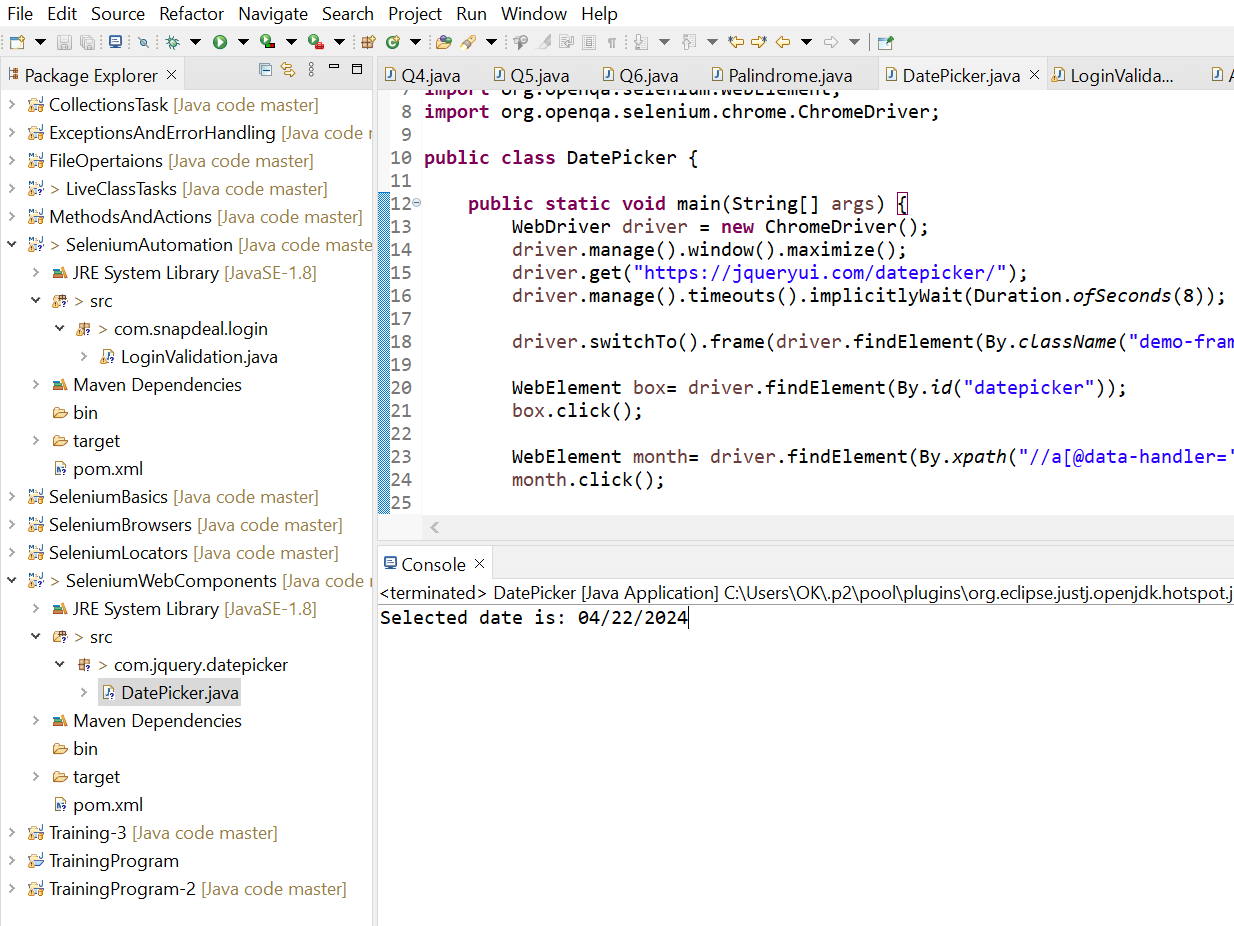 File Edit Source Refactor Navigate Search Project Run Window Help
Package Explorer
CollectionsTask [Java code master]
ExceptionsAndErrorHandling [Java code r
FileOpertaions [Java code master]
> LiveClassTasks [Java code master]
MethodsAndActions [Java code master]
> SeleniumAutomation [Java code maste
JRE System Library [JavaSE-1.8]
> src
> com.snapdeal.login
> LoginValidation.java
Maven Dependencies
bin
target
pom.xml
SeleniumBasics [Java code master]
SeleniumBrowsers [Java code master]
SeleniumLocators [Java code master]
> SeleniumWebComponents [Java code r
JRE System Library [JavaSE-1.8]
> src
> com.jquery.datepicker
DatePicker.java
Maven Dependencies
bin
target
pom.xml
Training-3 [Java code master]
TrainingProgram
TrainingProgram-2 [Java code master]
Q4.java Q5.java Q6.java Palindrome.java DatePicker.java LoginValida... A
7 import org.openqa.selenium.WebElement;
8 import org.openqa.selenium.chrome.ChromeDriver;
9
10 public class DatePicker {
11
12 public static void main(String[] args) {
13 WebDriver driver = new ChromeDriver();
14 driver.manage().window().maximize();
15 driver.get("https://jqueryui.com/datepicker/");
16 driver.manage().timeouts().implicitlyWait(Duration.ofSeconds(8));
17
18 driver.switchTo().frame(driver.findElement(By.className("demo-fram
19
20 WebElement box= driver.findElement(By.id("datepicker"));
21 box.click();
22
23 WebElement month= driver.findElement(By.xpath("//a[@data-handler='
24 month.click();
25
Console
<terminated> DatePicker [Java Application] C:\Users\OK\.p2\pool\plugins\org.eclipse.justj.openjdk.hotspot.j
Selected date is: 04/22/2024